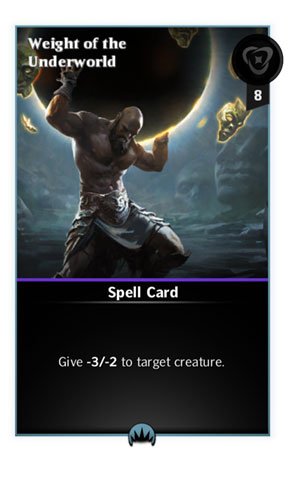 Weight of the
Underworld
8
Spell Card
Give -3/-2 to target creature.